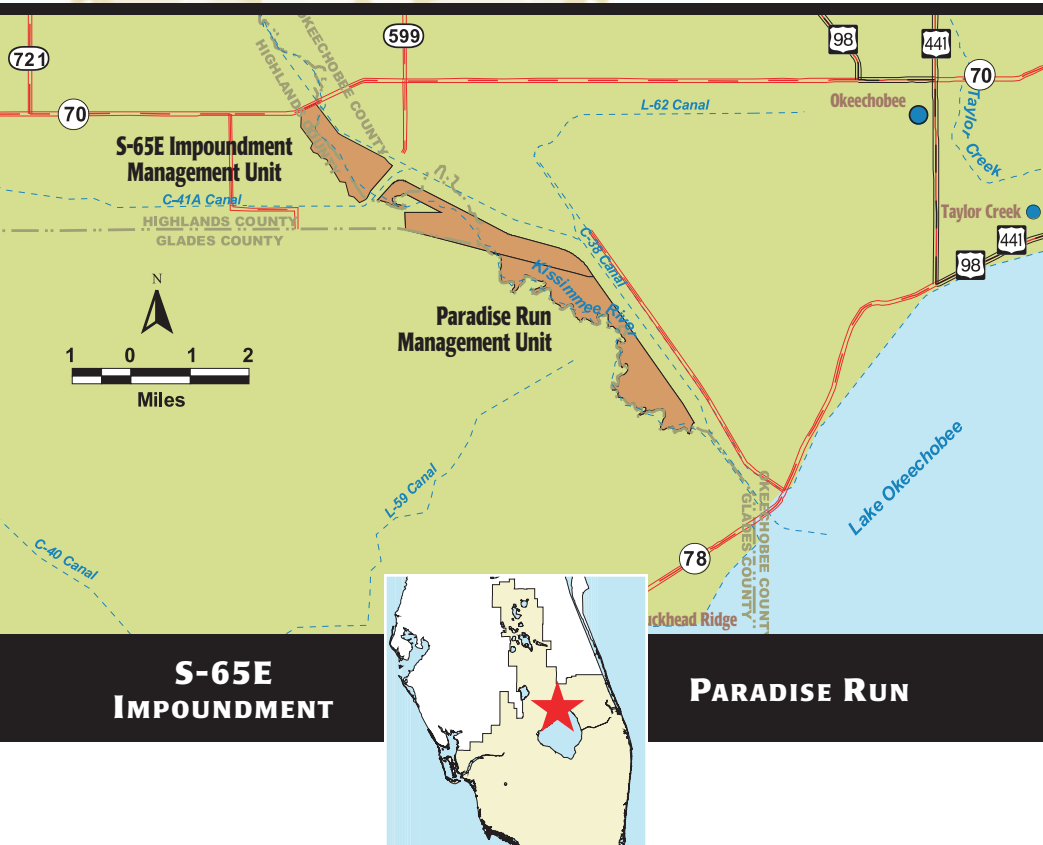 721
599
98
441
70
70
OKEECHOBEE COUNTY
HIGHLANDS COUNTY
L-62 Canal
Okeechobee
Taylor Creek
S-65E Impoundment
Management Unit
C-41A Canal
HIGHLANDS COUNTY
GLADES COUNTY
Taylor Creek
441
98
C-38 Canal
Kissimmee River
N
Paradise Run
Management Unit
1 0 1 2
Miles
L-59 Canal
C-40 Canal
Lake Okeechobee
OKEECHOBEE COUNTY
GLADES COUNTY
78
uckhead Ridge
S-65E
IMPOUNDMENT
PARADISE RUN